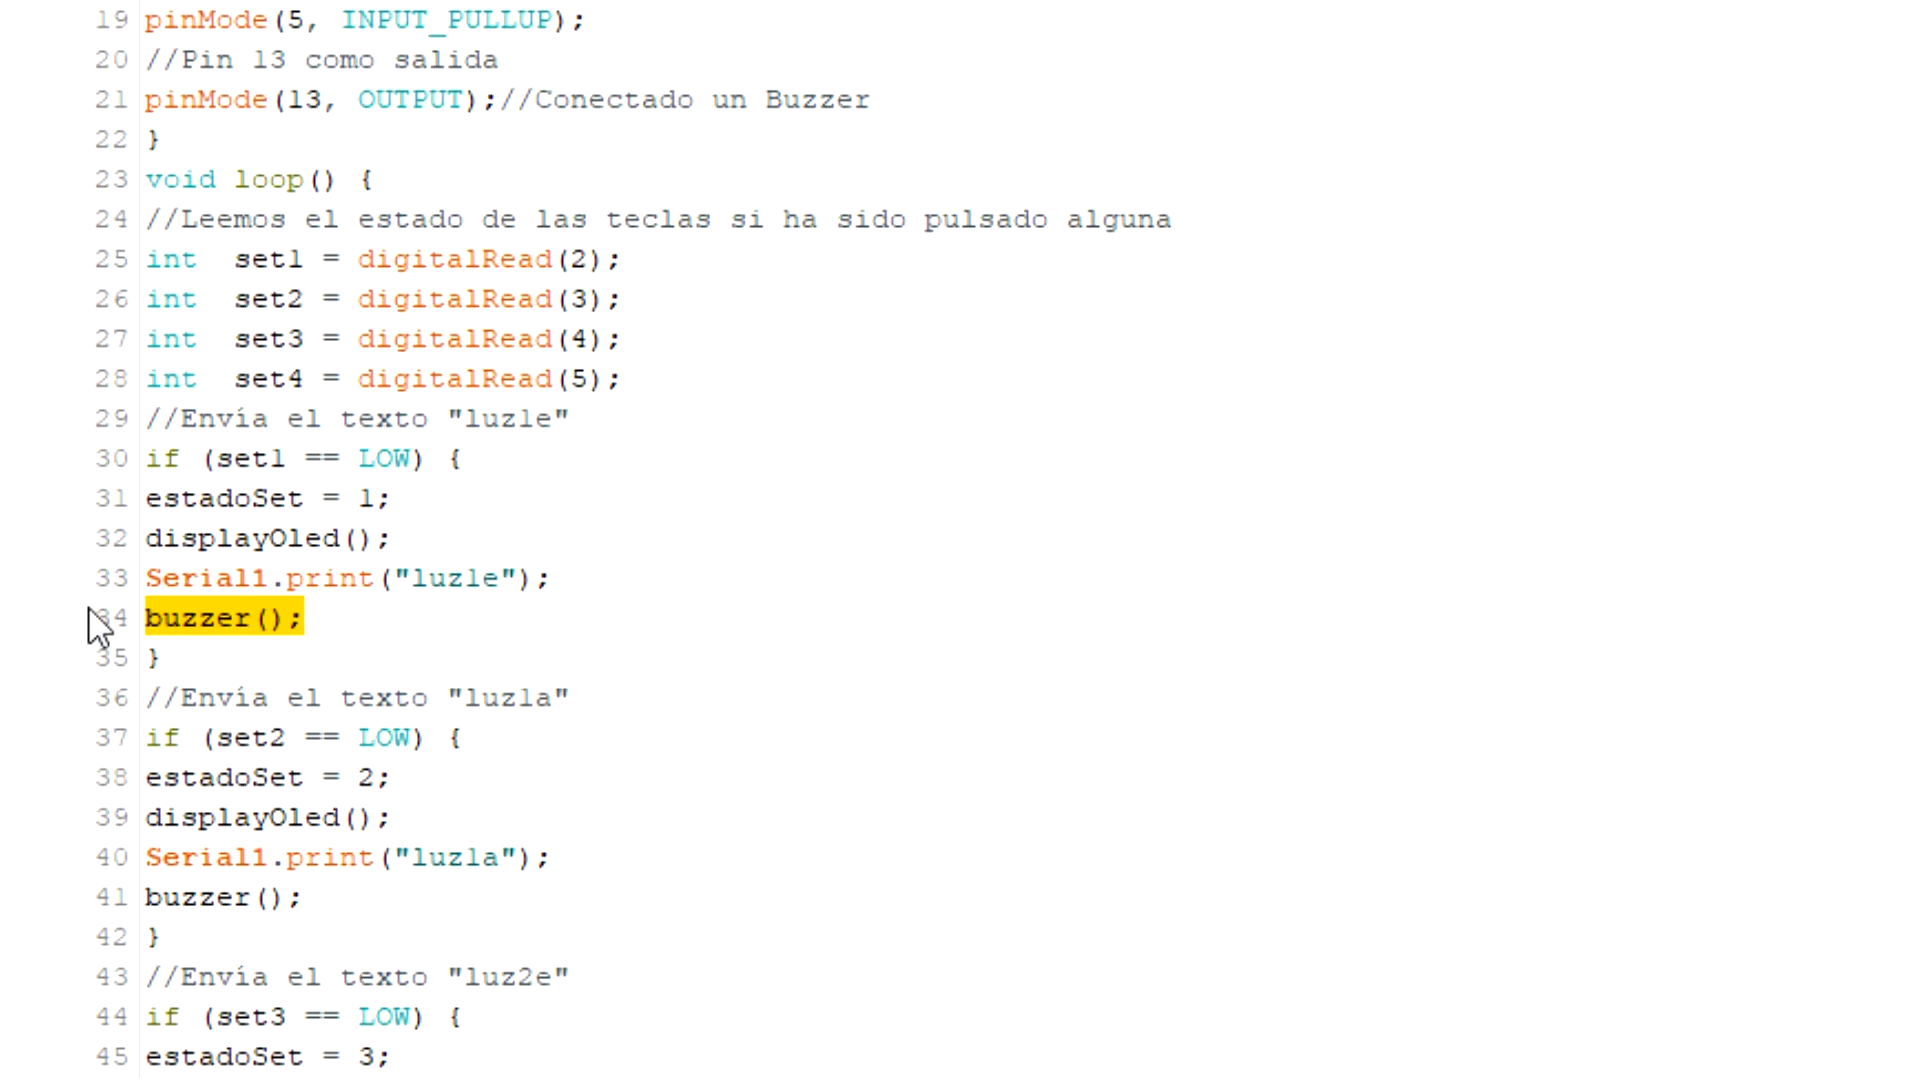 19 pinMode(5, INPUT_PULLUP);
20 //Pin 13 como salida
21 pinMode(13, OUTPUT);//Conectado un Buzzer
22 }
23 void loop() {
24 //Leemos el estado de las teclas si ha sido pulsado alguna
25 int  set1 = digitalRead(2);
26 int  set2 = digitalRead(3);
27 int  set3 = digitalRead(4);
28 int  set4 = digitalRead(5);
29 //Envía el texto "luz1e"
30 if (set1 == LOW) {
31 estadoSet = 1;
32 displayOled();
33 Serial1.print("luz1e");
34 buzzer();
35 }
36 //Envía el texto "luz1a"
37 if (set2 == LOW) {
38 estadoSet = 2;
39 displayOled();
40 Serial1.print("luz1a");
41 buzzer();
42 }
43 //Envía el texto "luz2e"
44 if (set3 == LOW) {
45 estadoSet = 3;